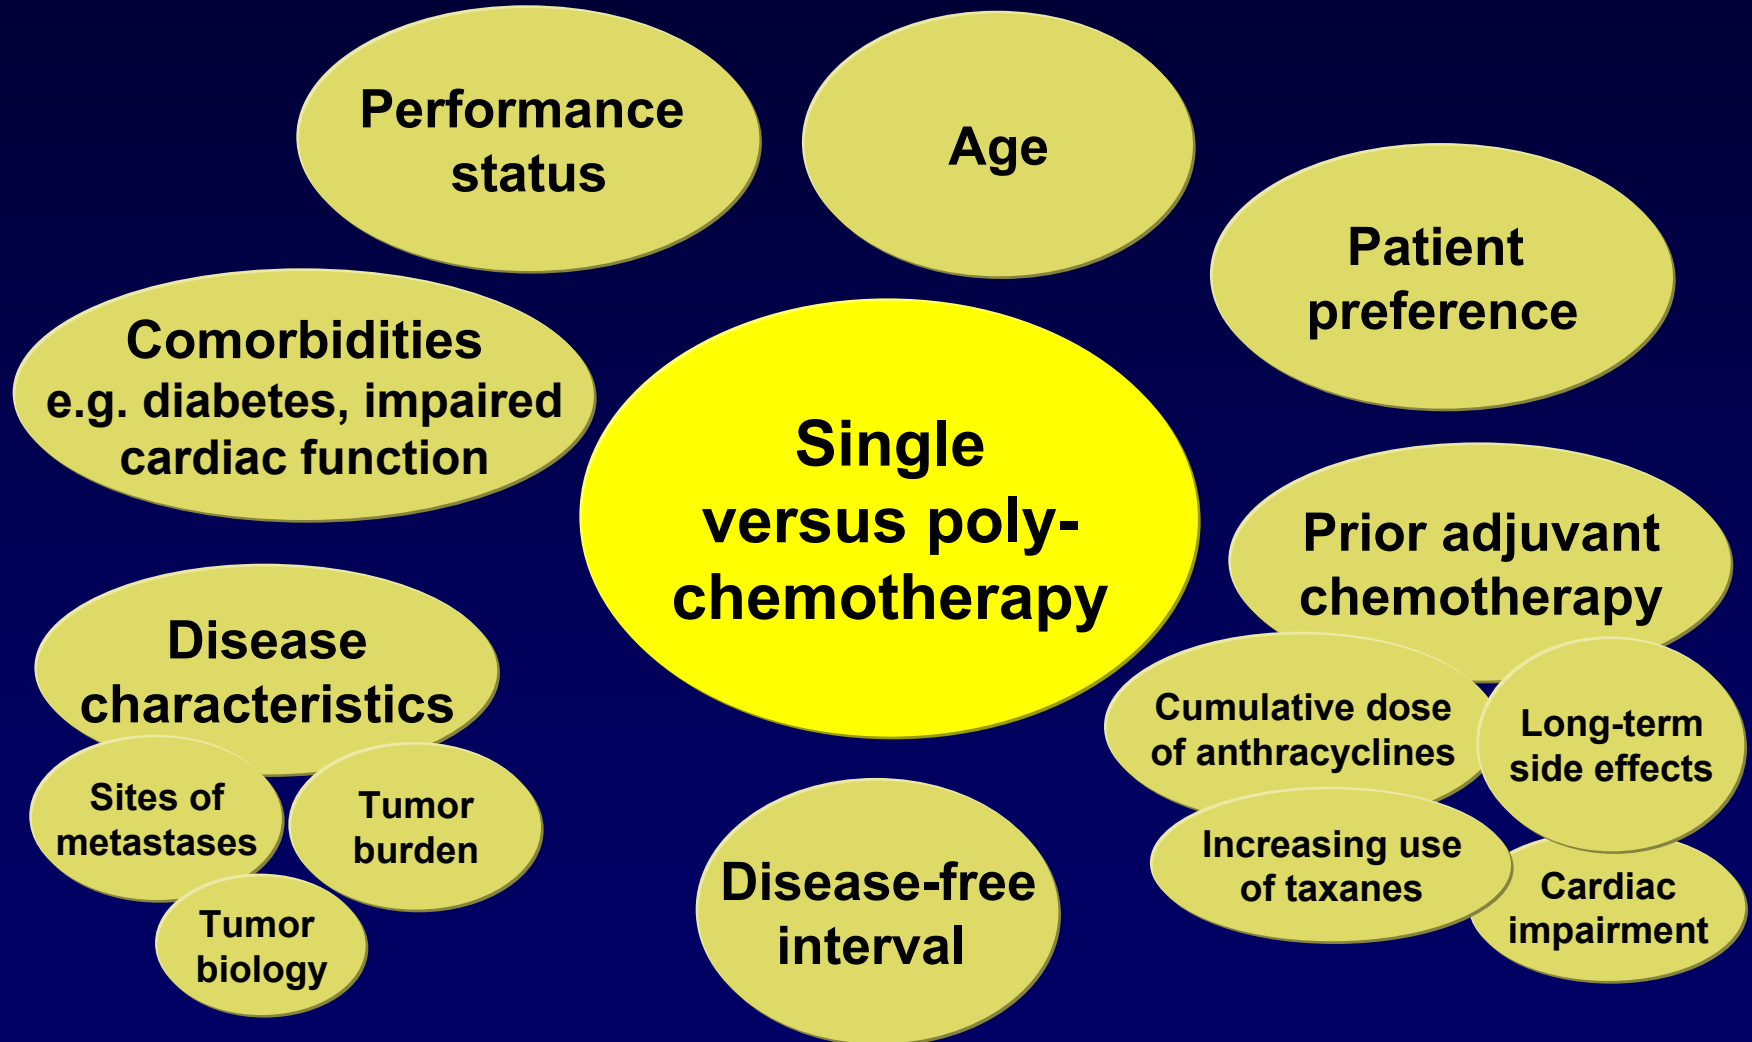 Performance
status
Age
Patient
preference
Comorbidities
e.g. diabetes, impaired
cardiac function
Single
versus poly-
chemotherapy
Prior adjuvant
chemotherapy
Cumulative dose
of anthracyclines
Long-term
side effects
Increasing use
of taxanes
Cardiac
impairment
Disease
characteristics
Sites of
metastases
Tumor
burden
Tumor
biology
Disease-free
interval